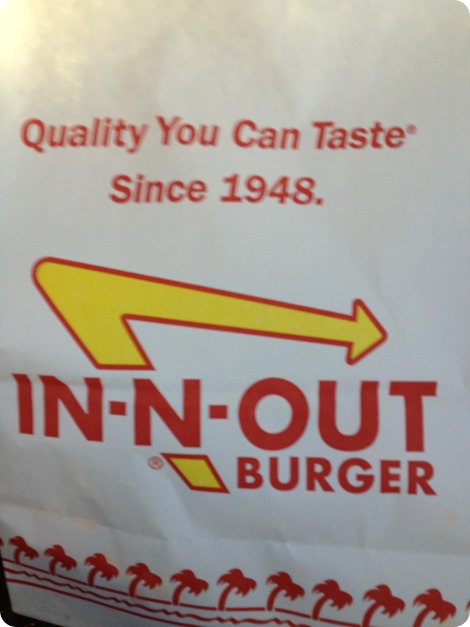 Quality You Can Taste®
Since 1948.
IN-N-OUT
® BURGER